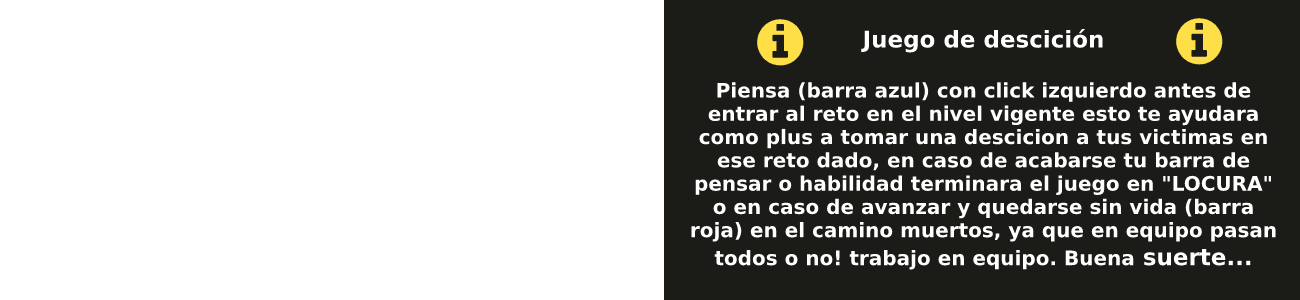 Juego de descición
Piensa (barra azul) con click izquierdo antes de
entrar al reto en el nivel vigente esto te ayudara
como plus a tomar una descicion a tus victimas en
ese reto dado, en caso de acabarse tu barra de
pensar o habilidad terminara el juego en "LOCURA"
o en caso de avanzar y quedarse sin vida (barra
roja) en el camino muertos, ya que en equipo pasan
todos o no! trabajo en equipo. Buena suerte...